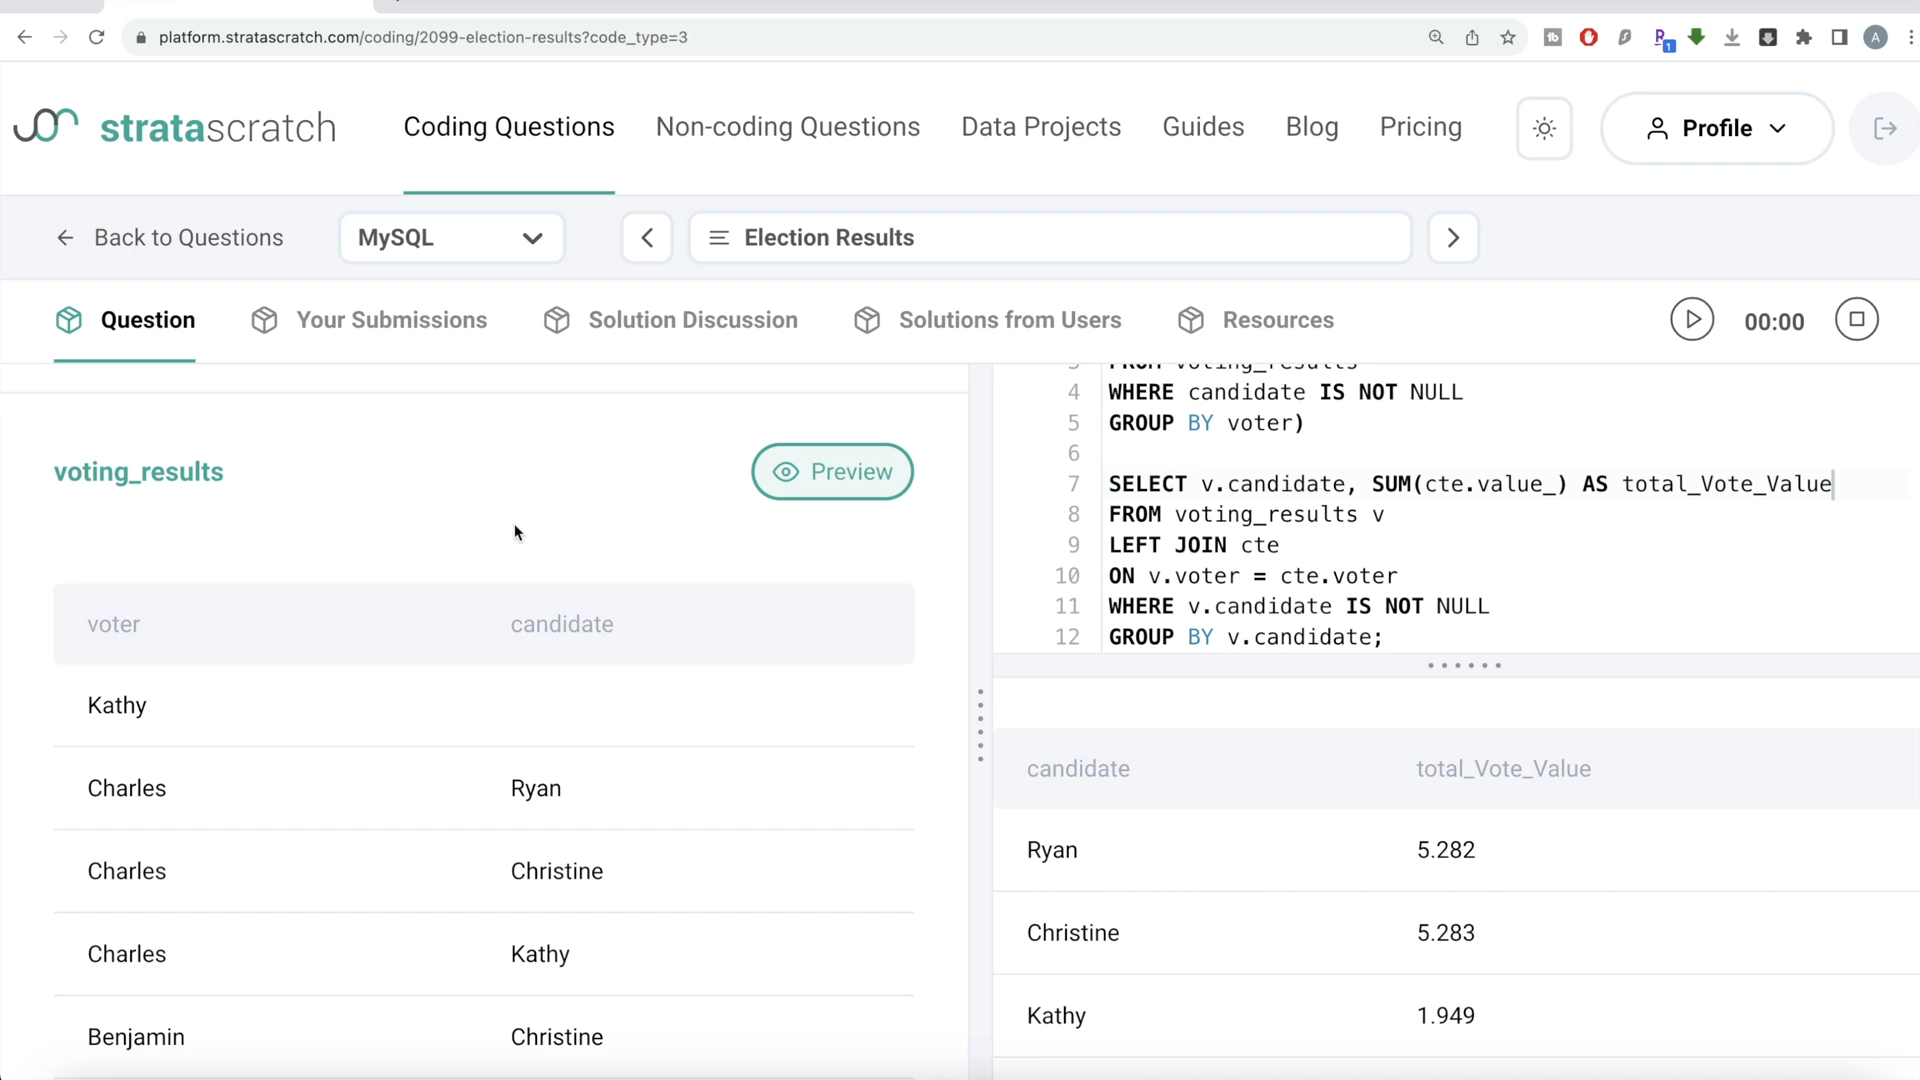 platform.stratascratch.com/coding/2099-election-results?code_type=3
1
A
stratascratch
Coding Questions
Non-coding Questions
Data Projects
Guides
Blog
Pricing
Profile
Back to Questions
MySQL
Election Results
Question
Your Submissions
Solution Discussion
Solutions from Users
Resources
00:00
voting_results
Preview
voter candidate
Kathy
Charles Ryan
Charles Christine
Charles Kathy
Benjamin Christine
3 FROM voting_results
4 WHERE candidate IS NOT NULL
5 GROUP BY voter)
6
7 SELECT v.candidate, SUM(cte.value_) AS total_Vote_Value
8 FROM voting_results v
9 LEFT JOIN cte
10 ON v.voter = cte.voter
11 WHERE v.candidate IS NOT NULL
12 GROUP BY v.candidate;
candidate total_Vote_Value
Ryan 5.282
Christine 5.283
Kathy 1.949